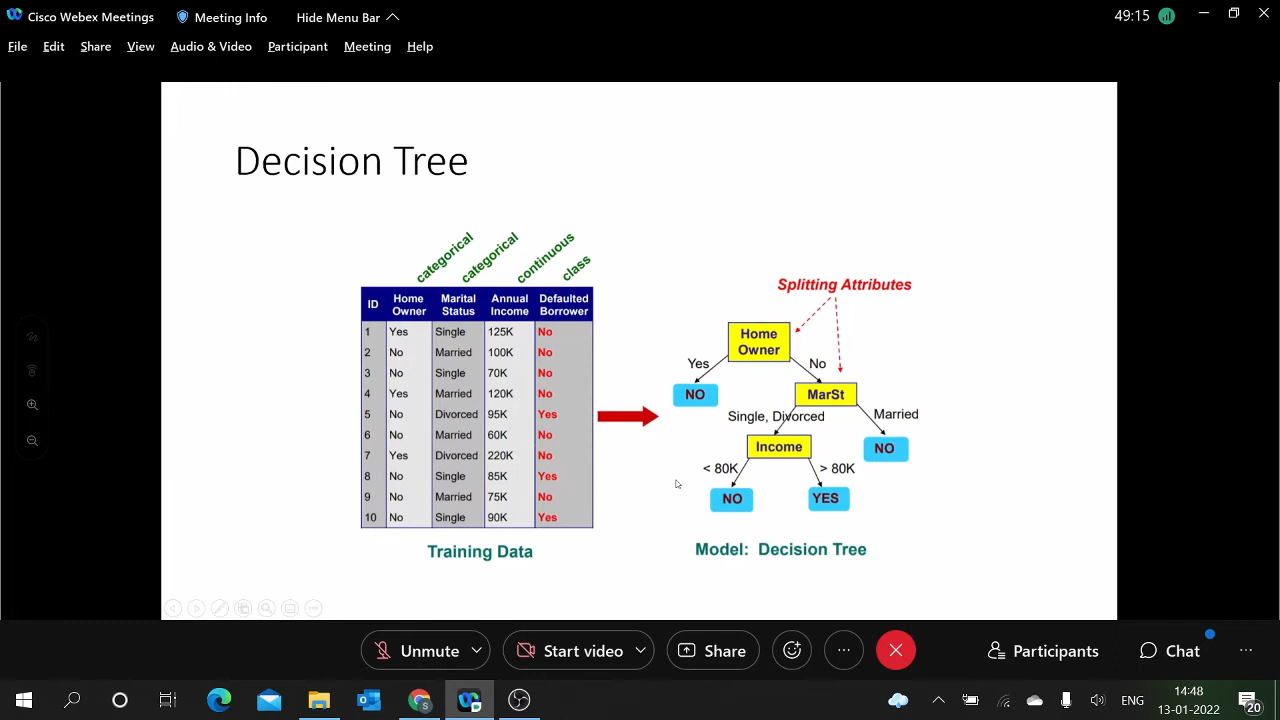 Cisco Webex Meetings Meeting Info Hide Menu Bar 49:15
File Edit Share View Audio & Video Participant Meeting Help
Decision Tree
categorical categorical continuous class
ID Home Owner Marital Status Annual Income Defaulted Borrower
1 Yes Single 125K No
2 No Married 100K No
3 No Single 70K No
4 Yes Married 120K No
5 No Divorced 95K Yes
6 No Married 60K No
7 Yes Divorced 220K No
8 No Single 85K Yes
9 No Married 75K No
10 No Single 90K Yes
Training Data
Splitting Attributes
Home
Owner
Yes No
NO MarSt
Single, Divorced Married
Income NO
< 80K > 80K
NO YES
Model: Decision Tree
Unmute Start video Share Participants Chat
S
ENG
14:48
13-01-2022
20